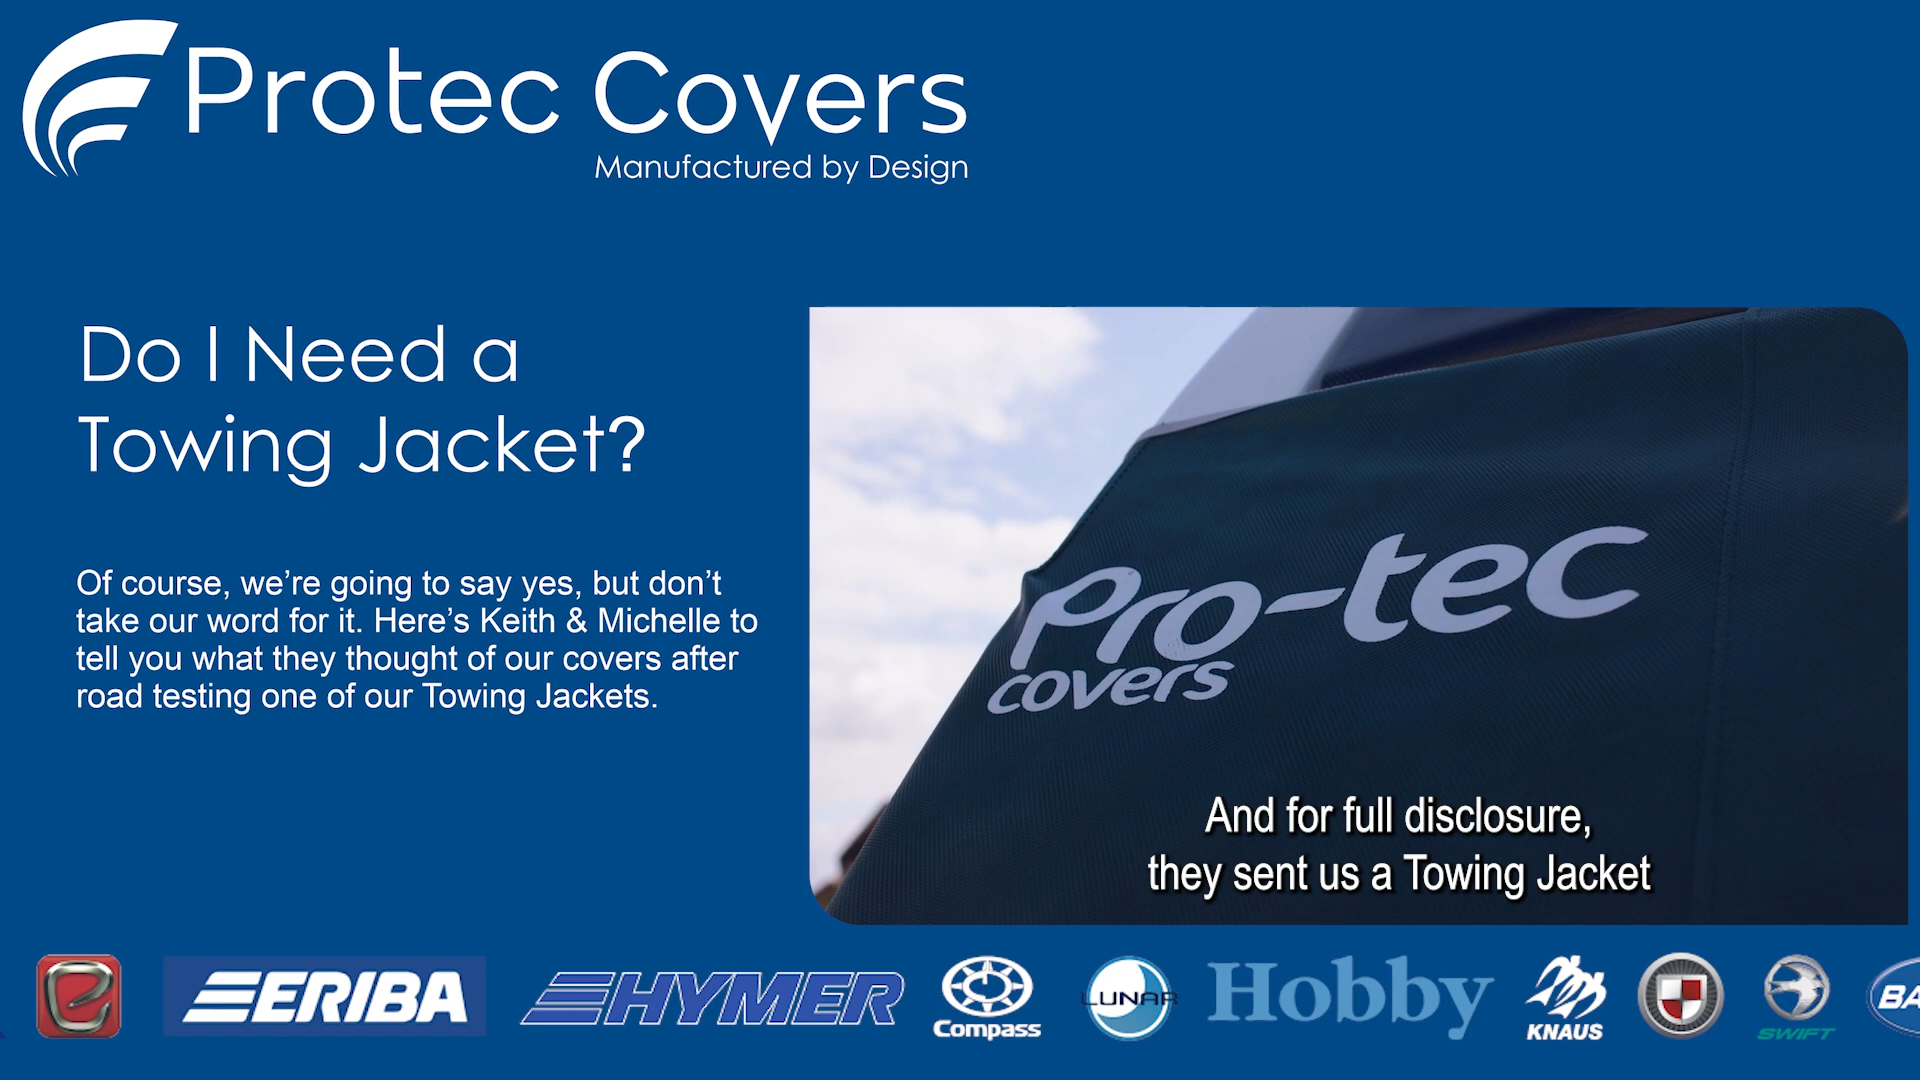 Protec Covers
Manufactured by Design
Do I Need a
Towing Jacket?
Of course, we’re going to say yes, but don’t
take our word for it. Here’s Keith & Michelle to
tell you what they thought of our covers after
road testing one of our Towing Jackets.
Pro-tec
covers
And for full disclosure,
they sent us a Towing Jacket
ERIBA
HYMER
Compass
LUNAR
Hobby
KNAUS
SWIFT